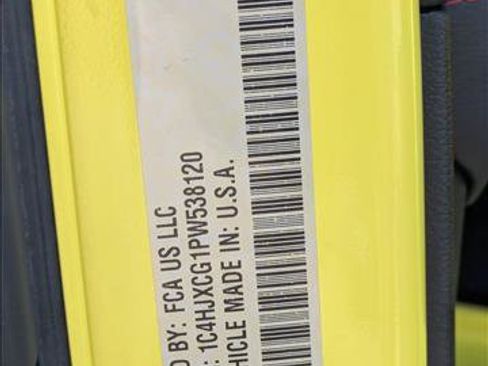 D BY: FCA US LLC
: 1C4HJXCG1PW538120
HICLE MADE IN: U.S.A.